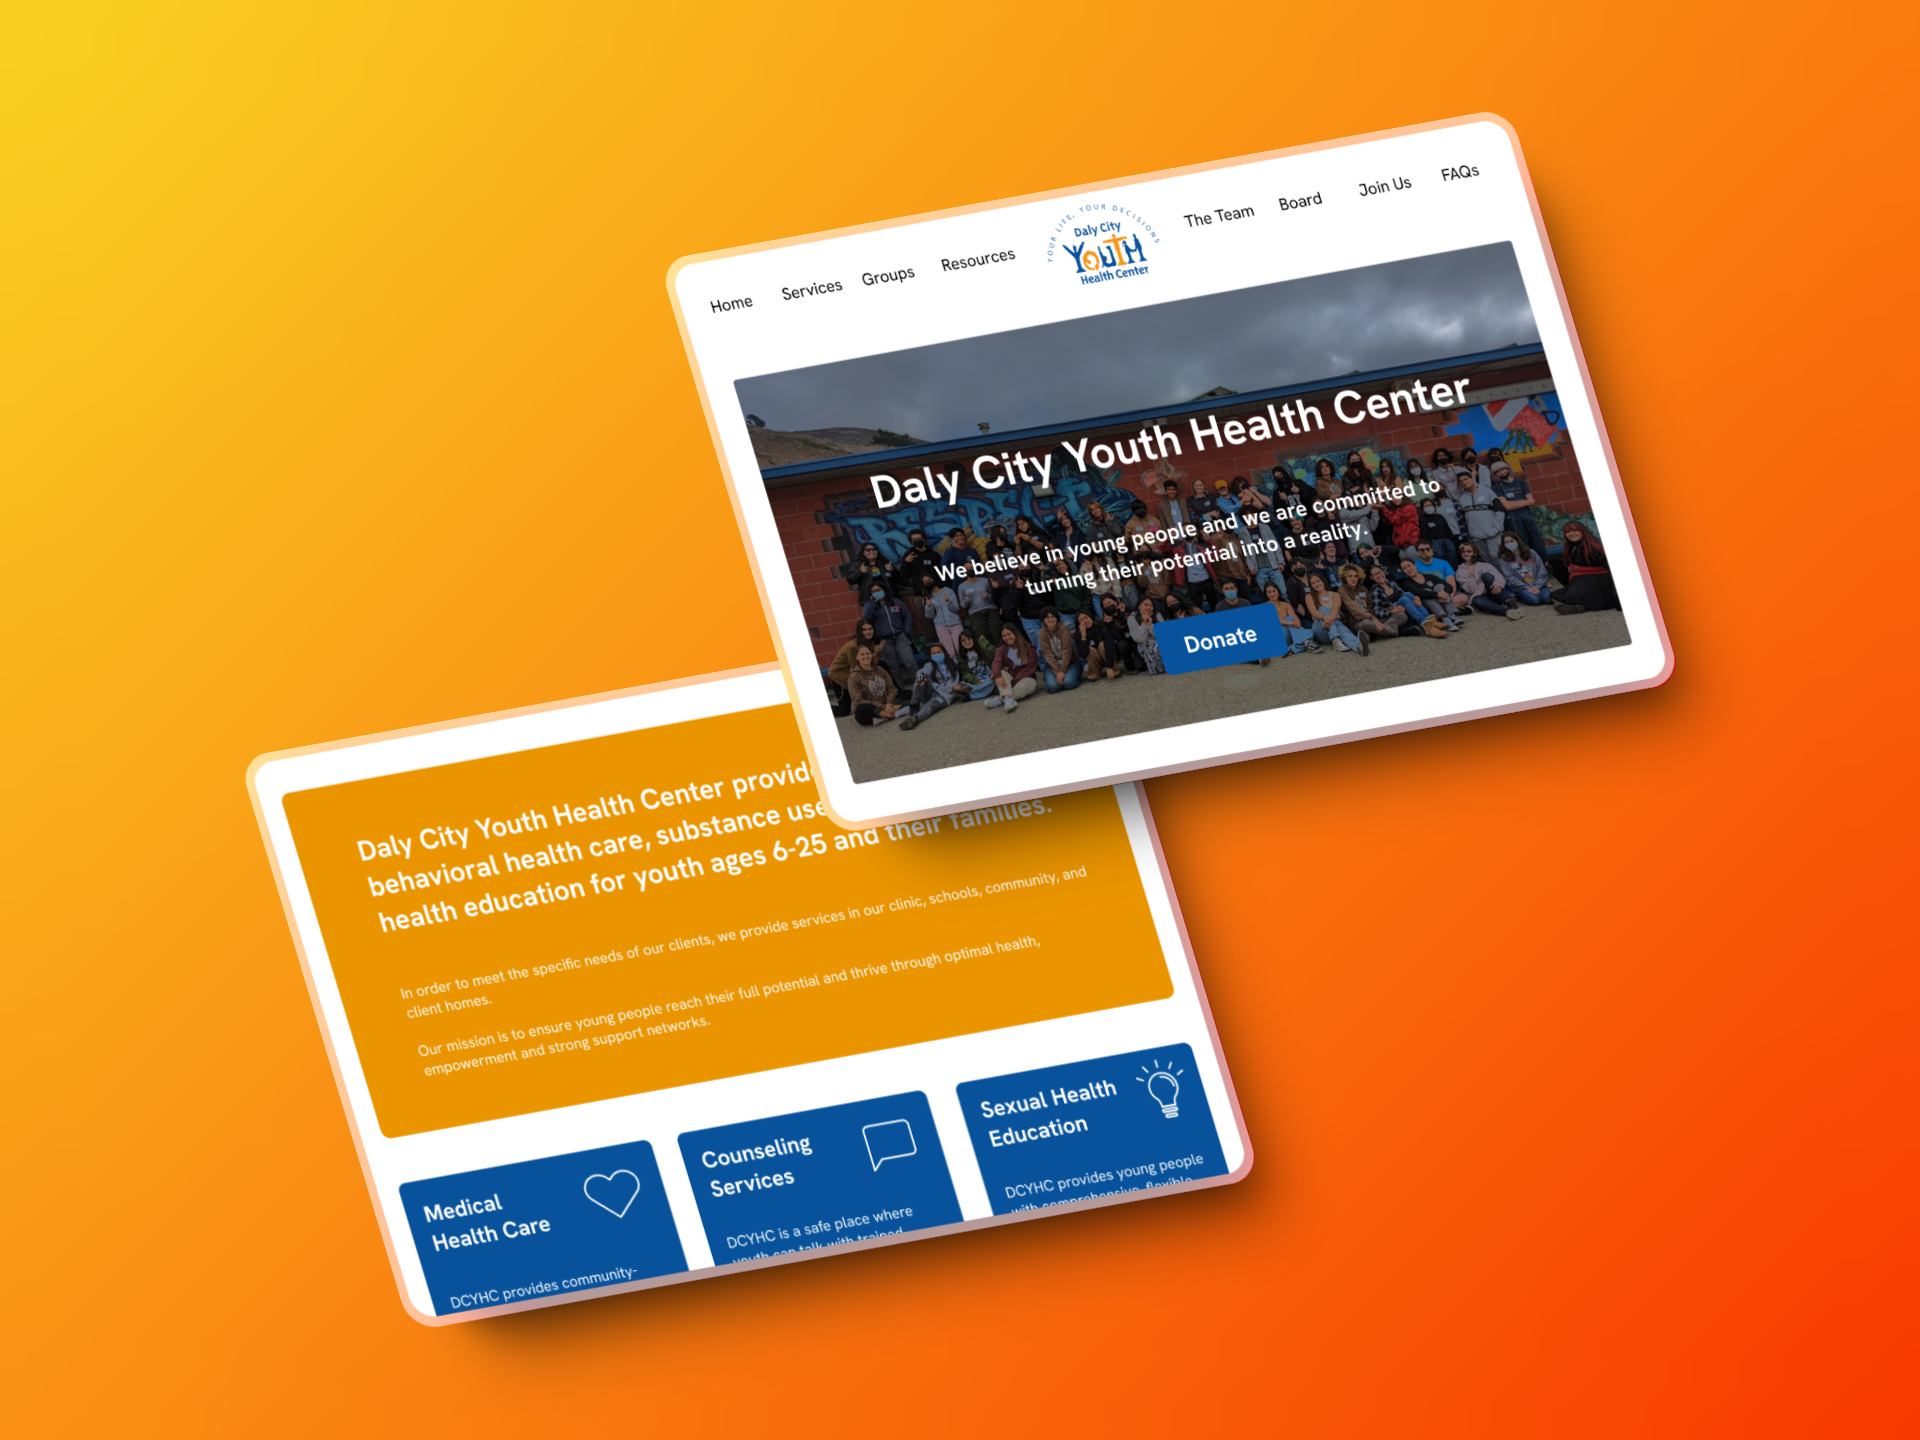 Home
Services
Groups
Resources
YOUR LIFE, YOUR DECISIONS
Daly City
YOUTH
Health Center
The Team
Board
Join Us
FAQs
RESPECT
Daly City Youth Health Center
We believe in young people and we are committed to
turning their potential into a reality.
Donate
Daly City Youth Health Center provid
behavioral health care, substance use
health education for youth ages 6-25 and their families.
In order to meet the specific needs of our clients, we provide services in our clinic, schools, community, and
client homes.
Our mission is to ensure young people reach their full potential and thrive through optimal health,
empowerment and strong support networks.
Medical
Health Care
DCYHC provides community-
Counseling
Services
DCYHC is a safe place where
youth can talk with trained
Sexual Health
Education
DCYHC provides young people
with comprehensive, flexible